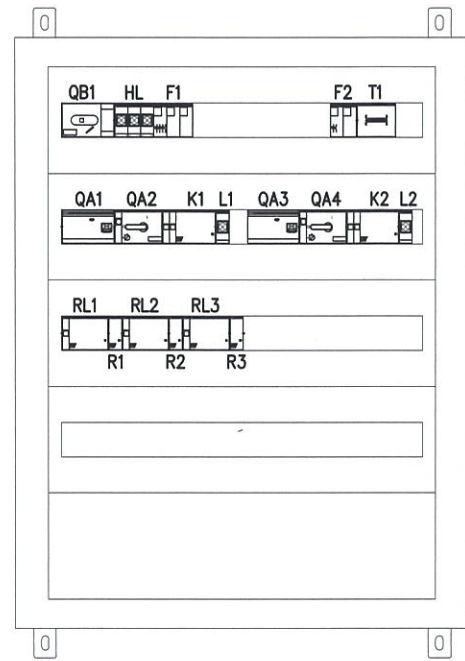 QB1 HL F1 F2 T1
QA1 QA2 K1 L1 QA3 QA4 K2 L2
RL1 RL2 RL3
R1 R2 R3